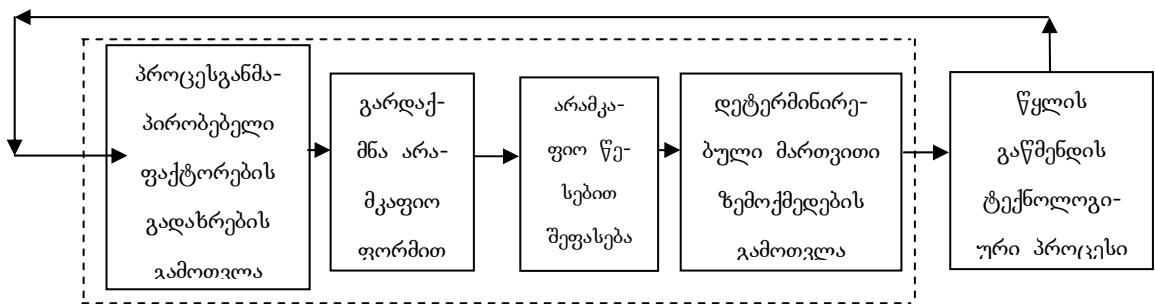 პროცესგანმა-
პირობებელი
ფაქტორების
გადახრების
გამოთვლა
გარდაქ-
მნა არა-
მკაფიო
ფორმით
არამკა-
ფიო წე-
სებით
შეფასება
დეტერმინირე-
ბული მართვითი
ზემოქმედების
გამოთვლა
წყლის
გაწმენდის
ტექნოლოგი-
ური პროცესი